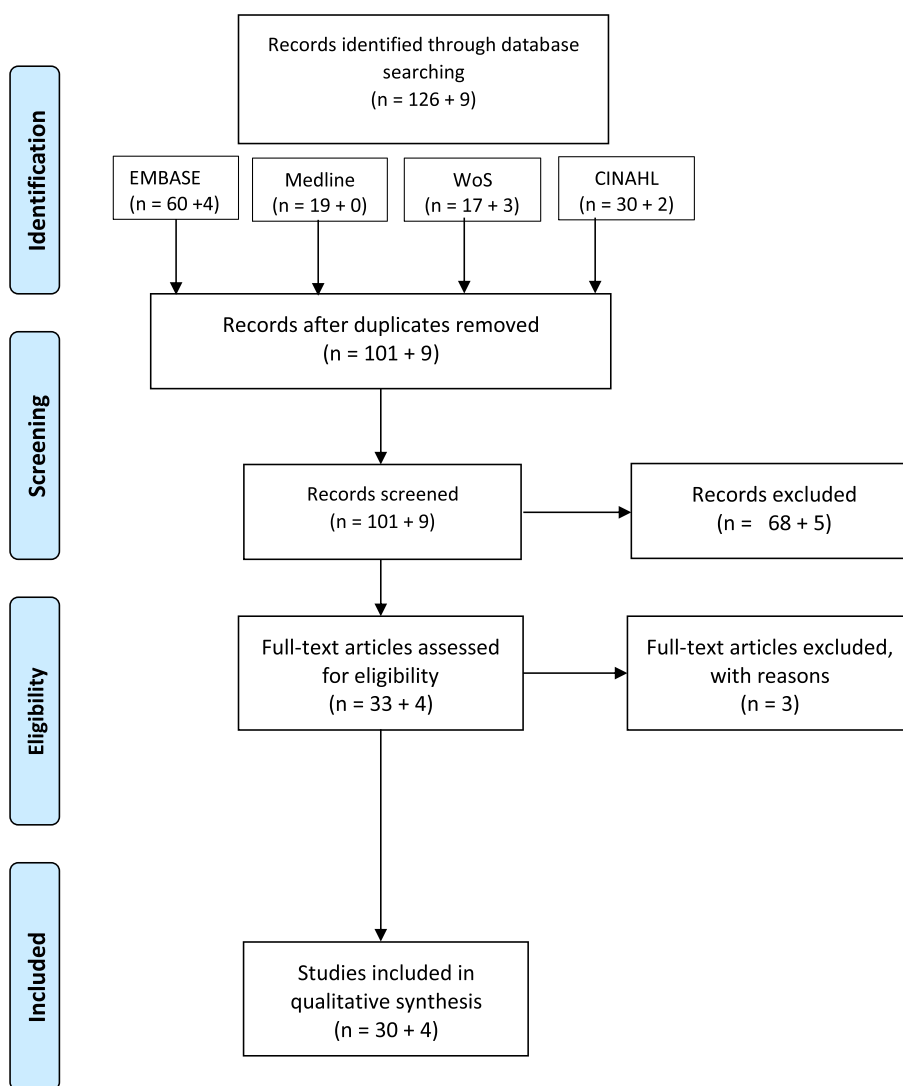 Identification
Records identified through database
searching
(n = 126 + 9)
EMBASE
(n = 60 +4)
Medline
(n = 19 + 0)
WoS
(n = 17 + 3)
CINAHL
(n = 30 + 2)
Records after duplicates removed
(n = 101 + 9)
Screening
Records screened
(n = 101 + 9)
Records excluded
(n = 68 + 5)
Eligibility
Full-text articles assessed
for eligibility
(n = 33 + 4)
Full-text articles excluded,
with reasons
(n = 3)
Included
Studies included in
qualitative synthesis
(n = 30 + 4)